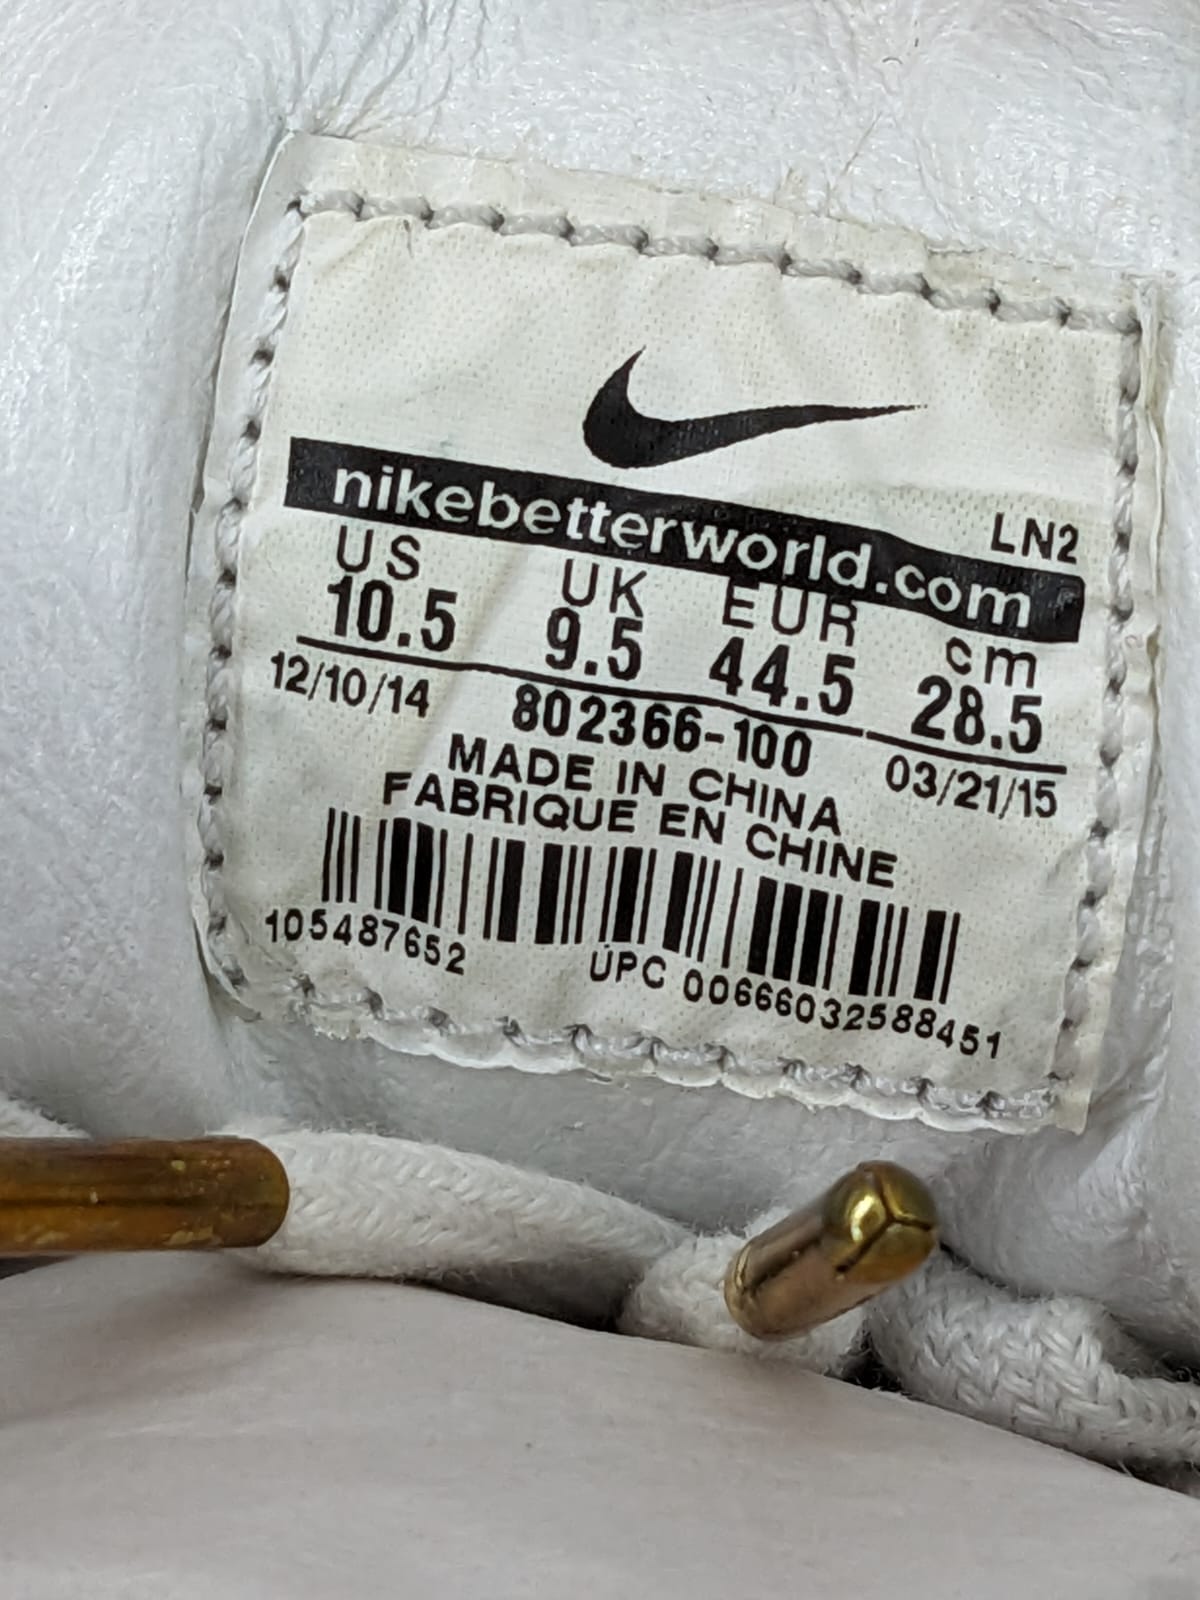 nikebetterworld.com
LN2
US UK EUR cm
10.5 9.5 44.5 28.5
12/10/14 802366-100 03/21/15
MADE IN CHINA
FABRIQUE EN CHINE
105487652 UPC 00666032588451